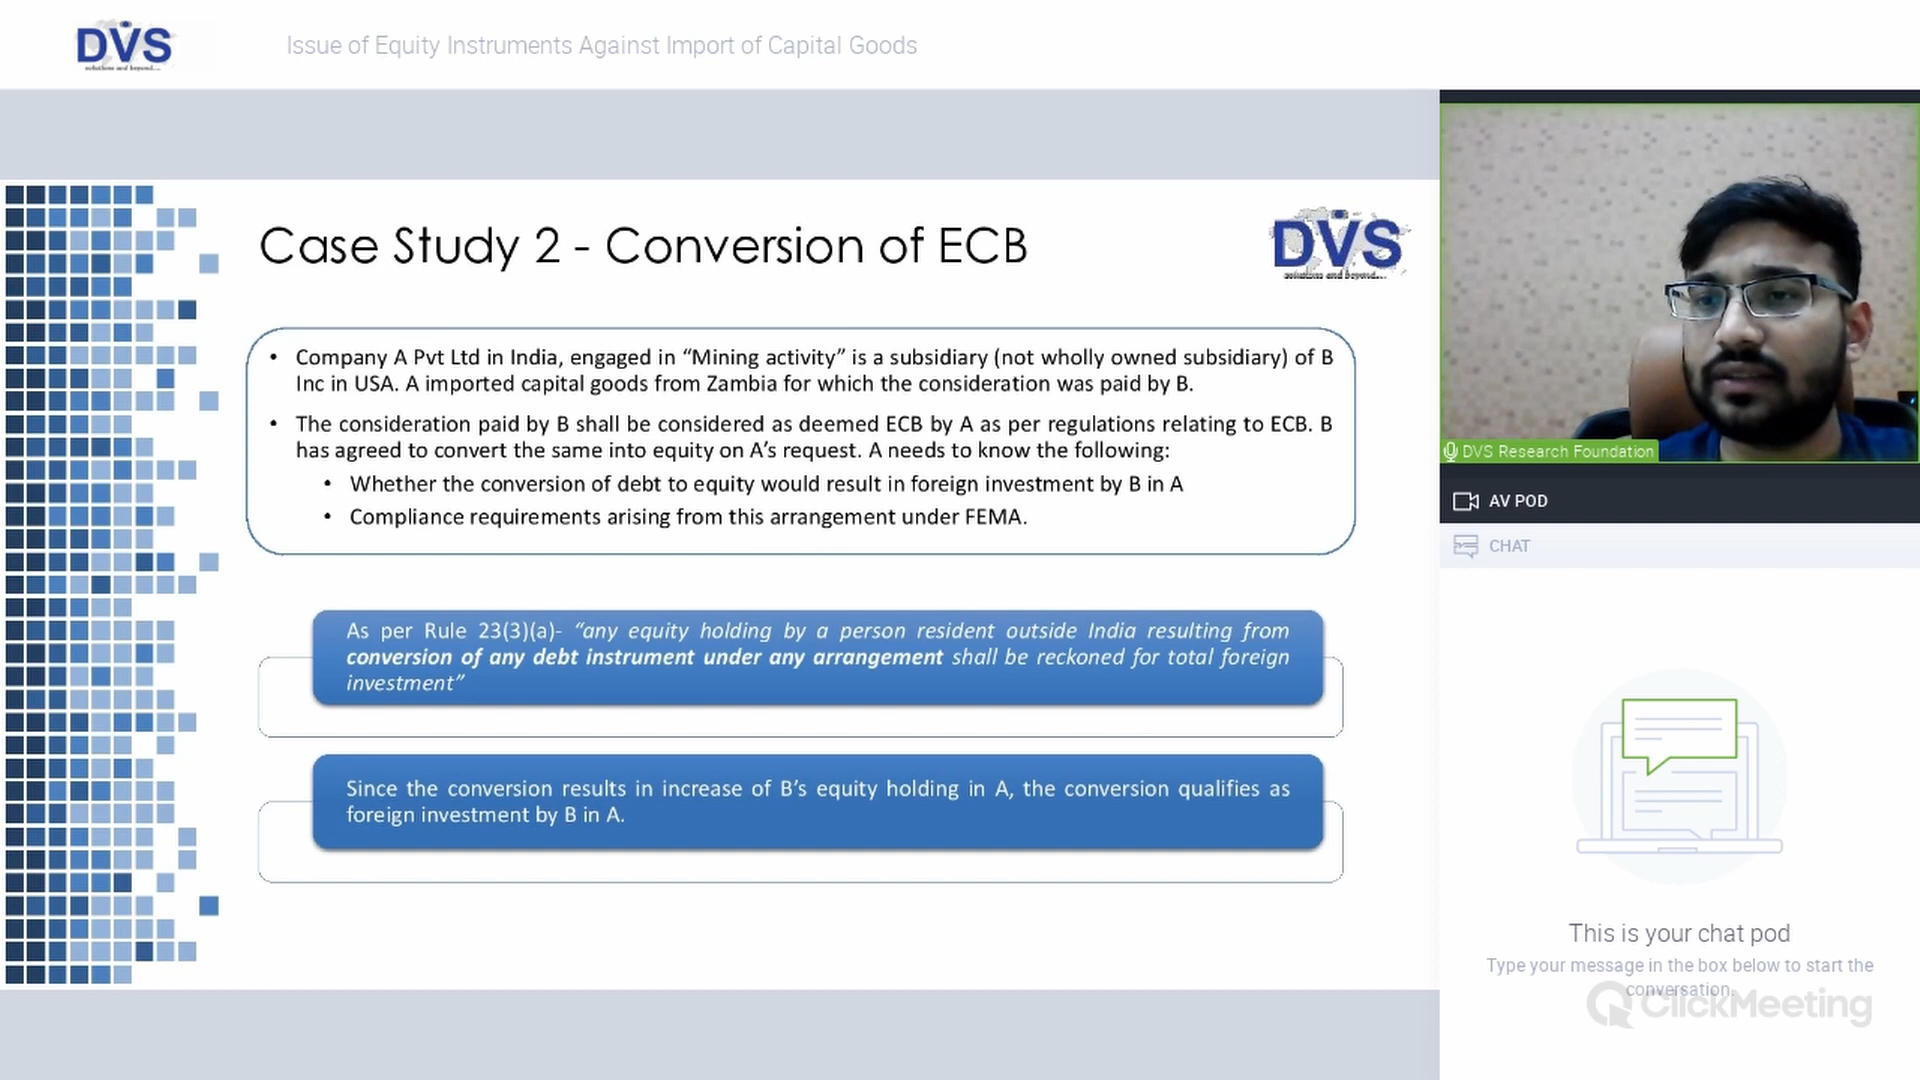 DVS
solutions and beyond...
Issue of Equity Instruments Against Import of Capital Goods
Case Study 2 - Conversion of ECB
DVS
solutions and beyond...
• Company A Pvt Ltd in India, engaged in “Mining activity” is a subsidiary (not wholly owned subsidiary) of B
Inc in USA. A imported capital goods from Zambia for which the consideration was paid by B.
• The consideration paid by B shall be considered as deemed ECB by A as per regulations relating to ECB. B
has agreed to convert the same into equity on A’s request. A needs to know the following:
• Whether the conversion of debt to equity would result in foreign investment by B in A
• Compliance requirements arising from this arrangement under FEMA.
As per Rule 23(3)(a)- “any equity holding by a person resident outside India resulting from
conversion of any debt instrument under any arrangement shall be reckoned for total foreign
investment”
Since the conversion results in increase of B’s equity holding in A, the conversion qualifies as
foreign investment by B in A.
DVS Research Foundation
AV POD
CHAT
This is your chat pod
Type your message in the box below to start the
conversation.
ClickMeeting